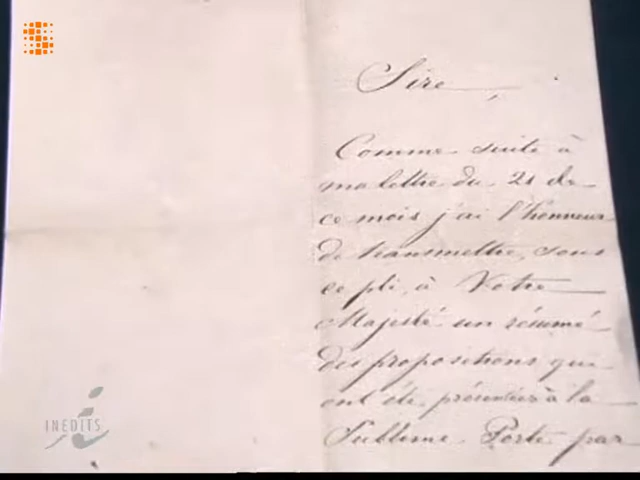 Sire,
Comme suite à
ma lettre du 21 de
ce mois j'ai l'honneur
de transmettre, sous
ce pli, à Votre
Majesté un résumé
des propositions qui
ont été présentées à la
Sublime Porte par
INEDITS